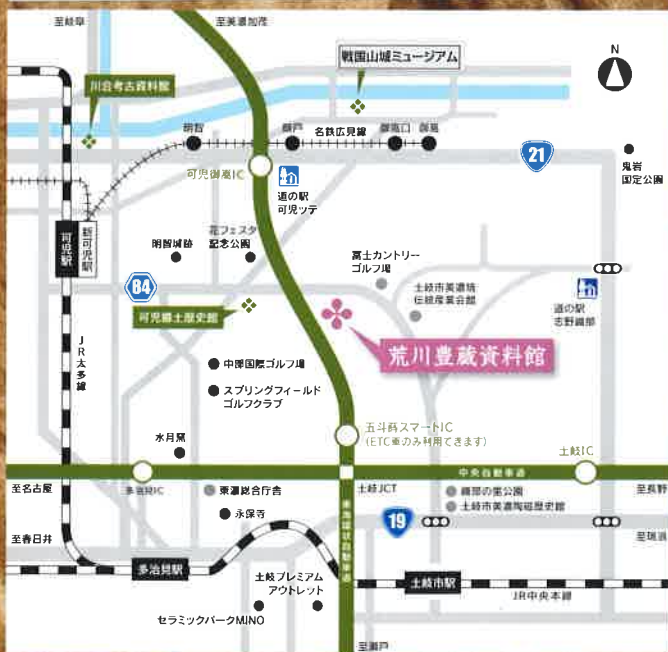 至岐阜
至美濃加茂
戦国山城ミュージアム
N
川合考古資料館
明智
顔戸
名鉄広見線
御嵩口
御嵩
21
鬼岩
国定公園
可児御嵩IC
道の駅
可児ッテ
可児駅
新可児駅
明智城跡
花フェスタ
記念公園
富士カントリー
ゴルフ場
土岐市美濃焼
伝統産業会館
84
可児郷土歴史館
道の駅
志野織部
JR太多線
荒川豊蔵資料館
中部国際ゴルフ場
スプリングフィールド
ゴルフクラブ
水月窯
五斗蒔スマートIC
(ETC車のみ利用できます)
土岐IC
中央自動車道
至名古屋
多治見IC
東濃総合庁舎
土岐JCT
織部の里公園
土岐市美濃陶磁歴史館
至長野
永保寺
19
至春日井
至瑞浪
東海環状自動車道
多治見駅
土岐プレミアム
アウトレット
土岐市駅
JR中央本線
セラミックパークMINO
至瀬戸